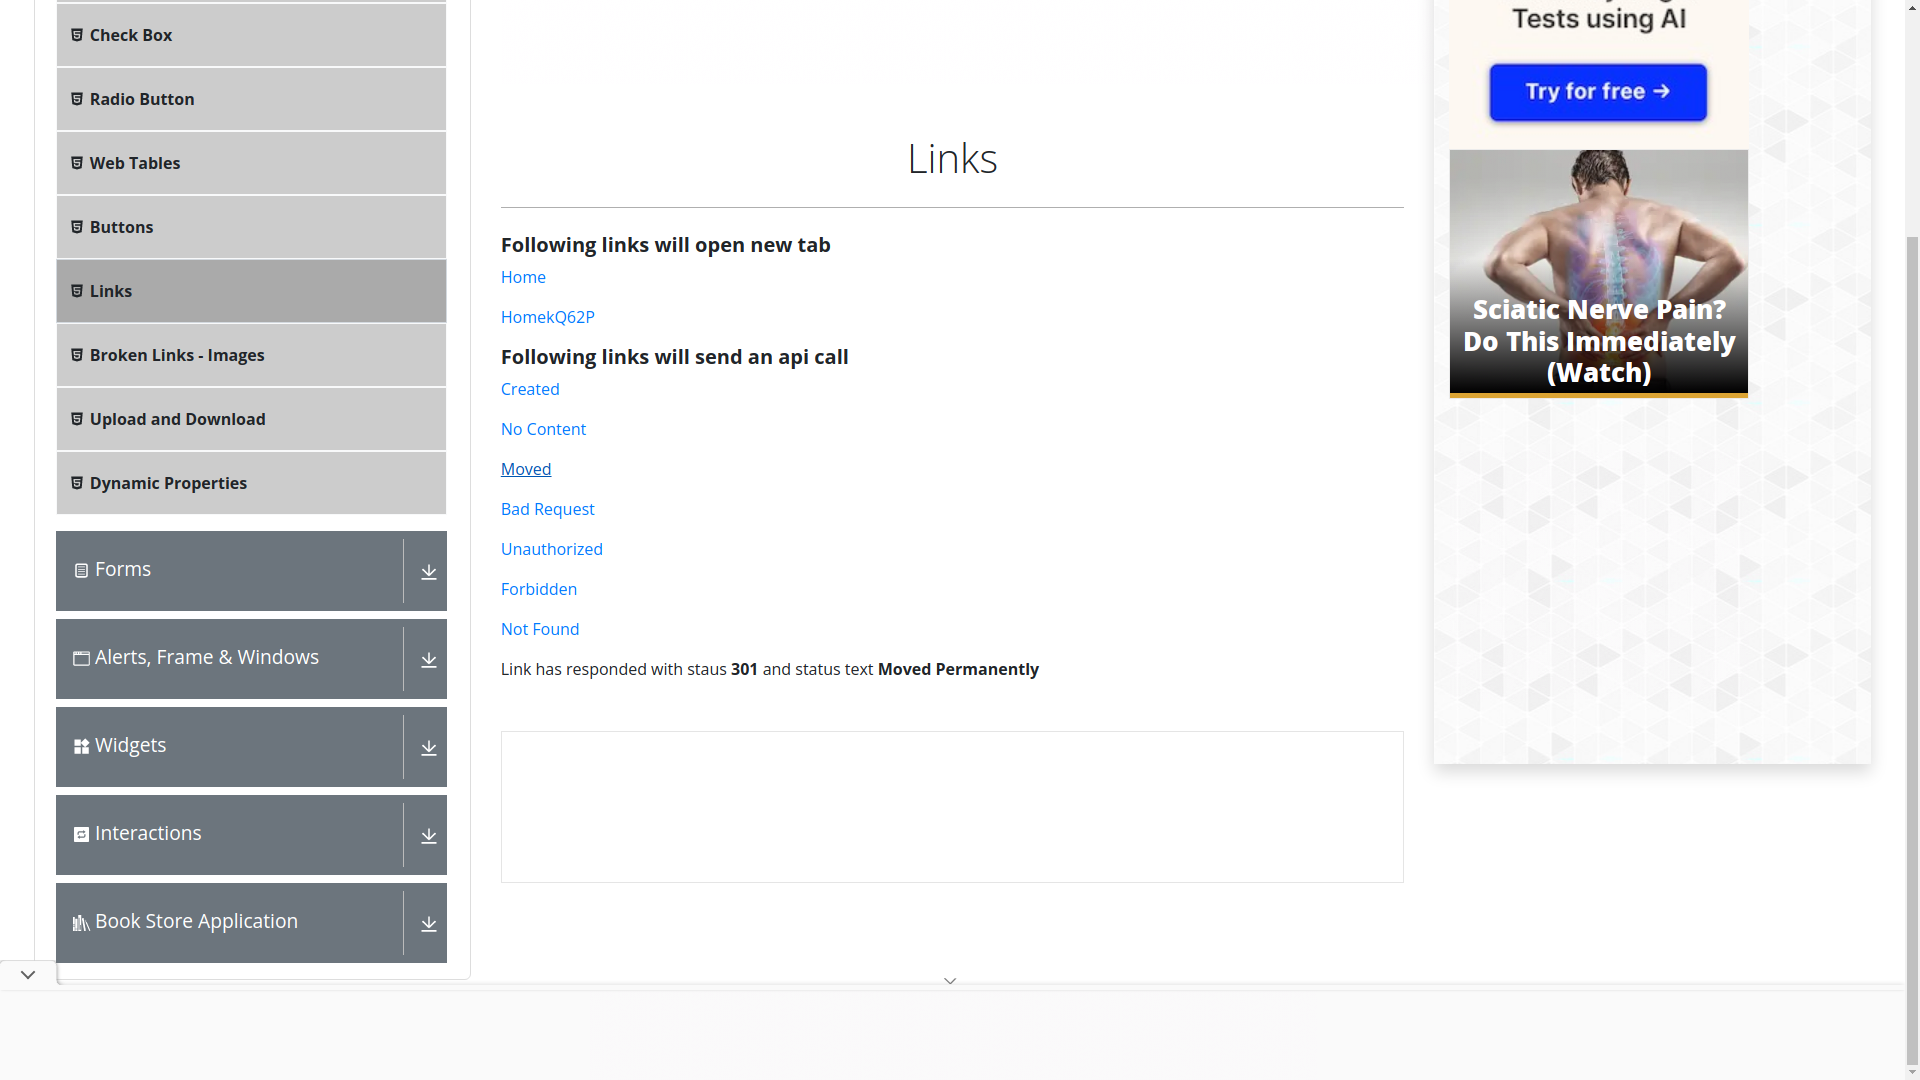 Check Box
Radio Button
Web Tables
Buttons
Links
Broken Links - Images
Upload and Download
Dynamic Properties
Forms
Alerts, Frame & Windows
Widgets
Interactions
Book Store Application
Links
Following links will open new tab
Home
HomekQ62P
Following links will send an api call
Created
No Content
Moved
Bad Request
Unauthorized
Forbidden
Not Found
Link has responded with staus 301 and status text Moved Permanently
Tests using AI
Try for free →
Sciatic Nerve Pain?
Do This Immediately
(Watch)